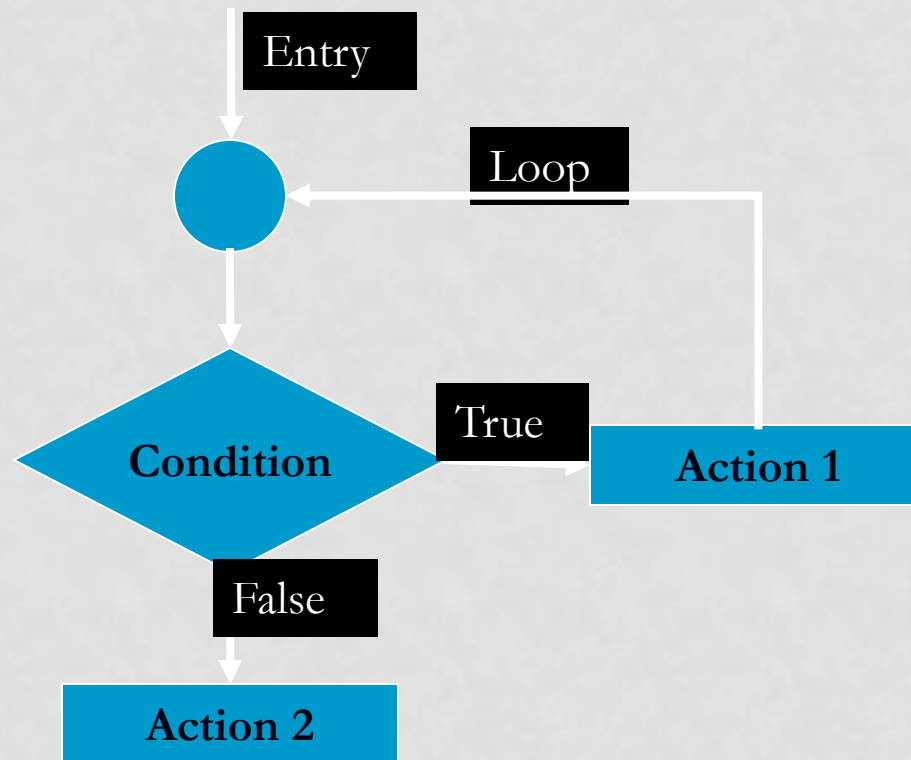 Entry
Loop
True
Condition
Action 1
False
Action 2